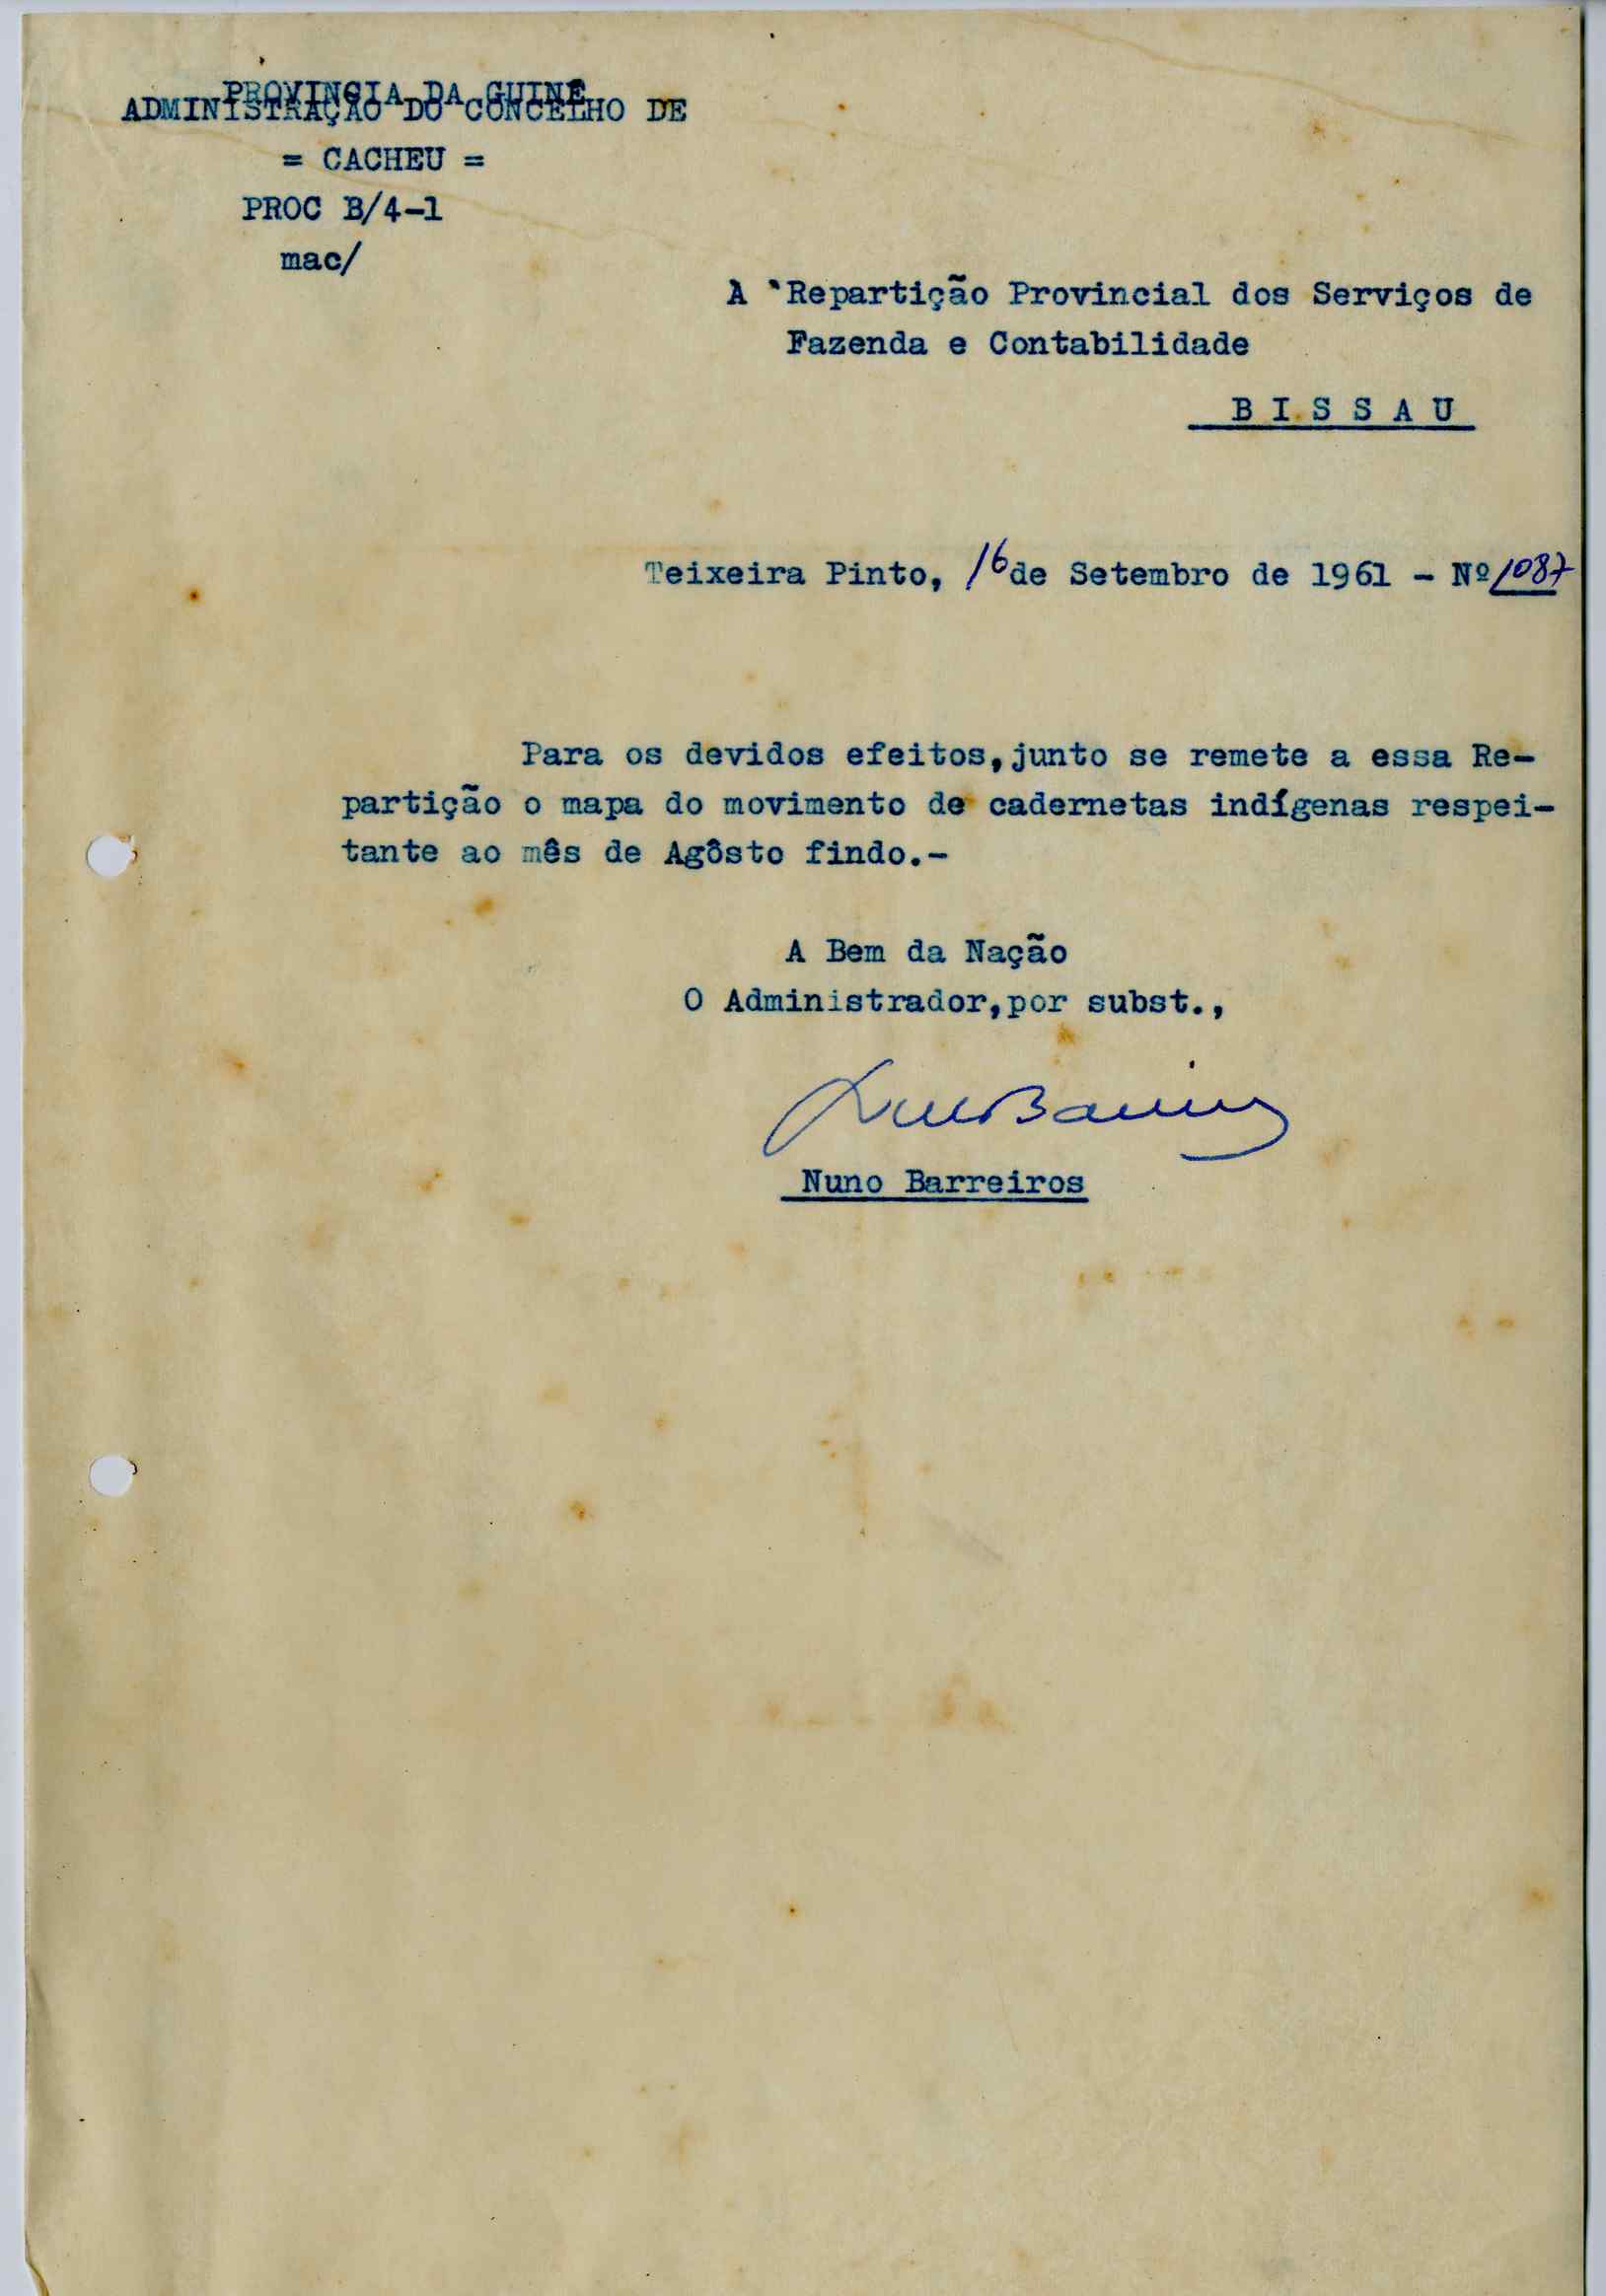 PROVINCIA DA GUINÉ
ADMINISTRAÇÃO DO CONCELHO DE
= CACHEU =
PROC B/4-1
mac/
A `Repartição Provincial dos Serviços de
Fazenda e Contabilidade
B I S S A U
Teixeira Pinto, 16 de Setembro de 1961 - Nº 1087
Para os devidos efeitos,junto se remete a essa Re-
partição o mapa do movimento de cadernetas indígenas respei-
tante ao mês de Agôsto findo.-
A Bem da Nação
O Administrador,por subst.,
Nuno Barreiros
Nuno Barreiros